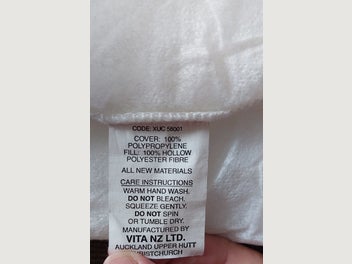 CODE: XUC 56001
COVER: 100%
POLYPROPYLENE
FILL: 100% HOLLOW
POLYESTER FIBRE
ALL NEW MATERIALS
CARE INSTRUCTIONS
WARM HAND WASH.
DO NOT BLEACH.
SQUEEZE GENTLY.
DO NOT SPIN
OR TUMBLE DRY.
MANUFACTURED BY
VITA NZ LTD.
AUCKLAND UPPER HUTT